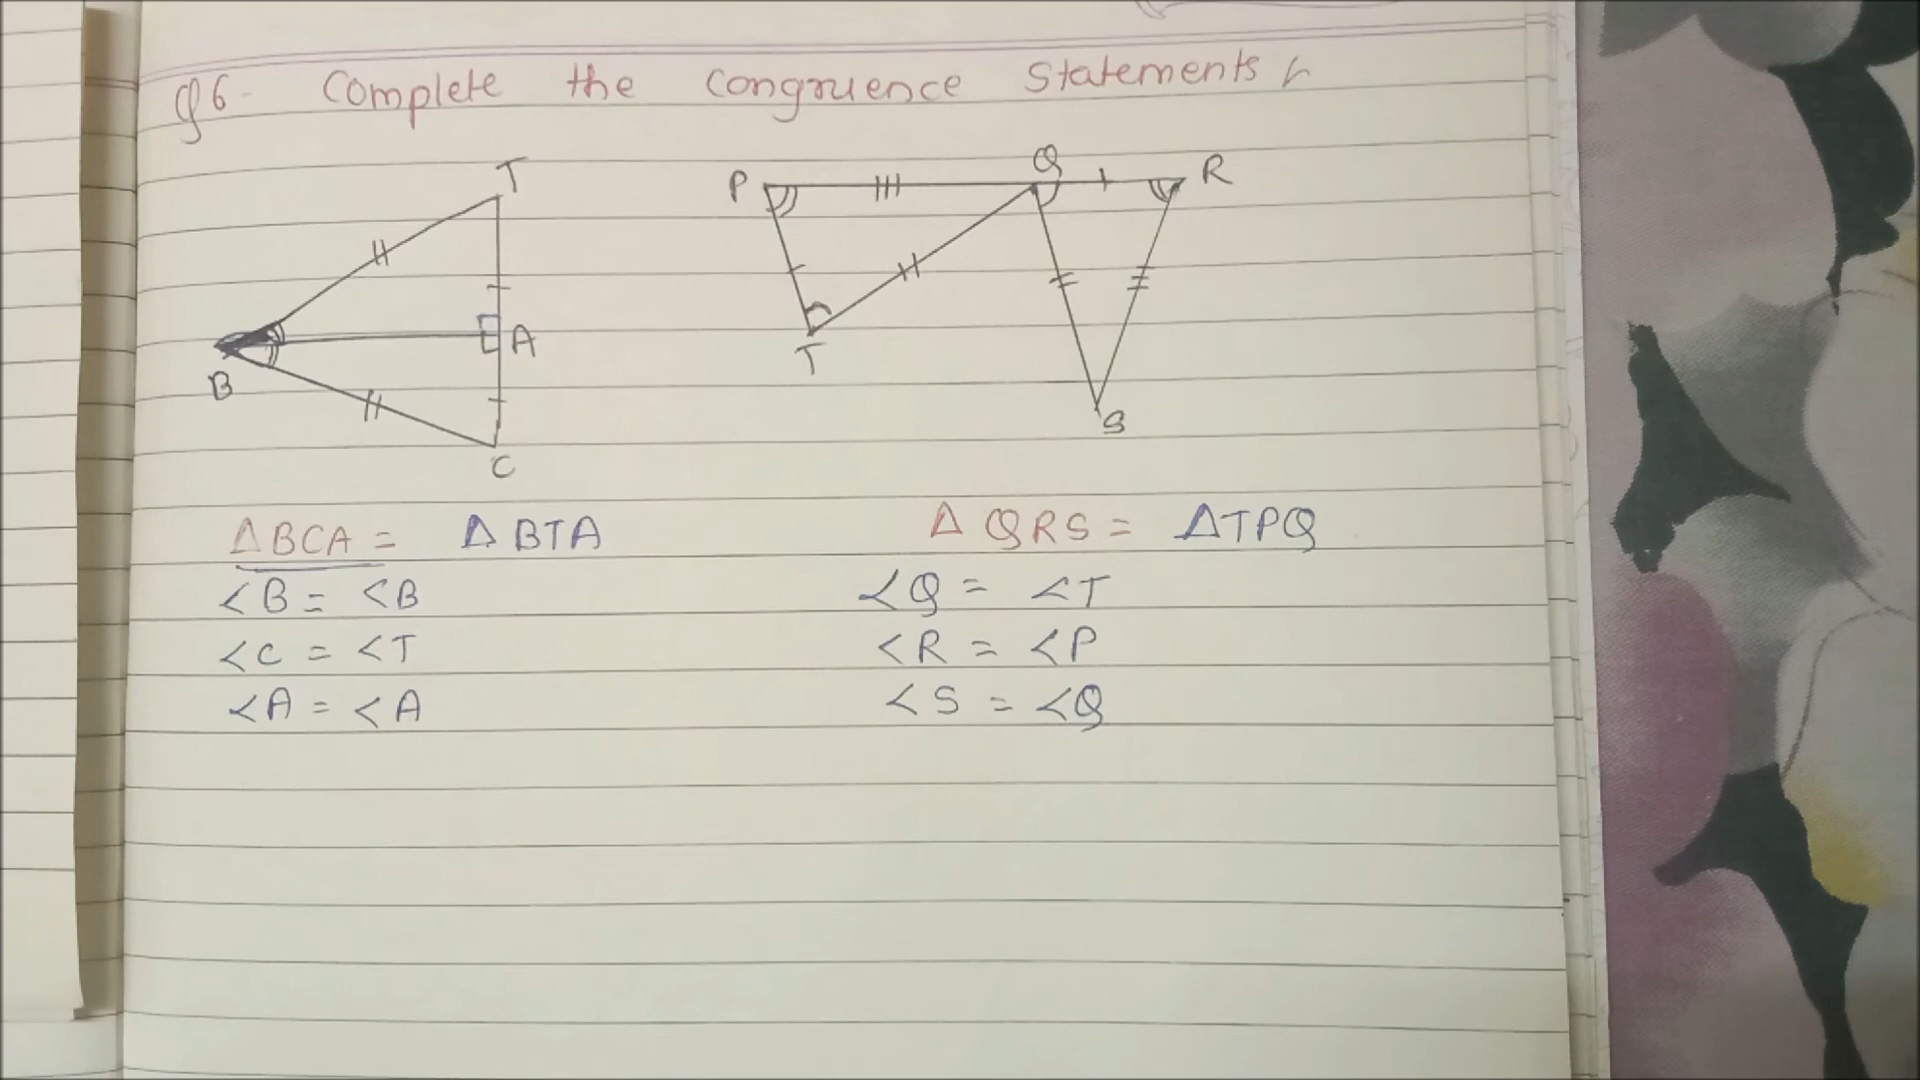 Q6- Complete the Congruence Statements
T
Q
P
R
A
B
T
S
C
ΔBCA = ΔBTA
ΔQRS = ΔTPQ
<B = <B
<Q = <T
<C = <T
<R = <P
<A = <A
<S = <Q